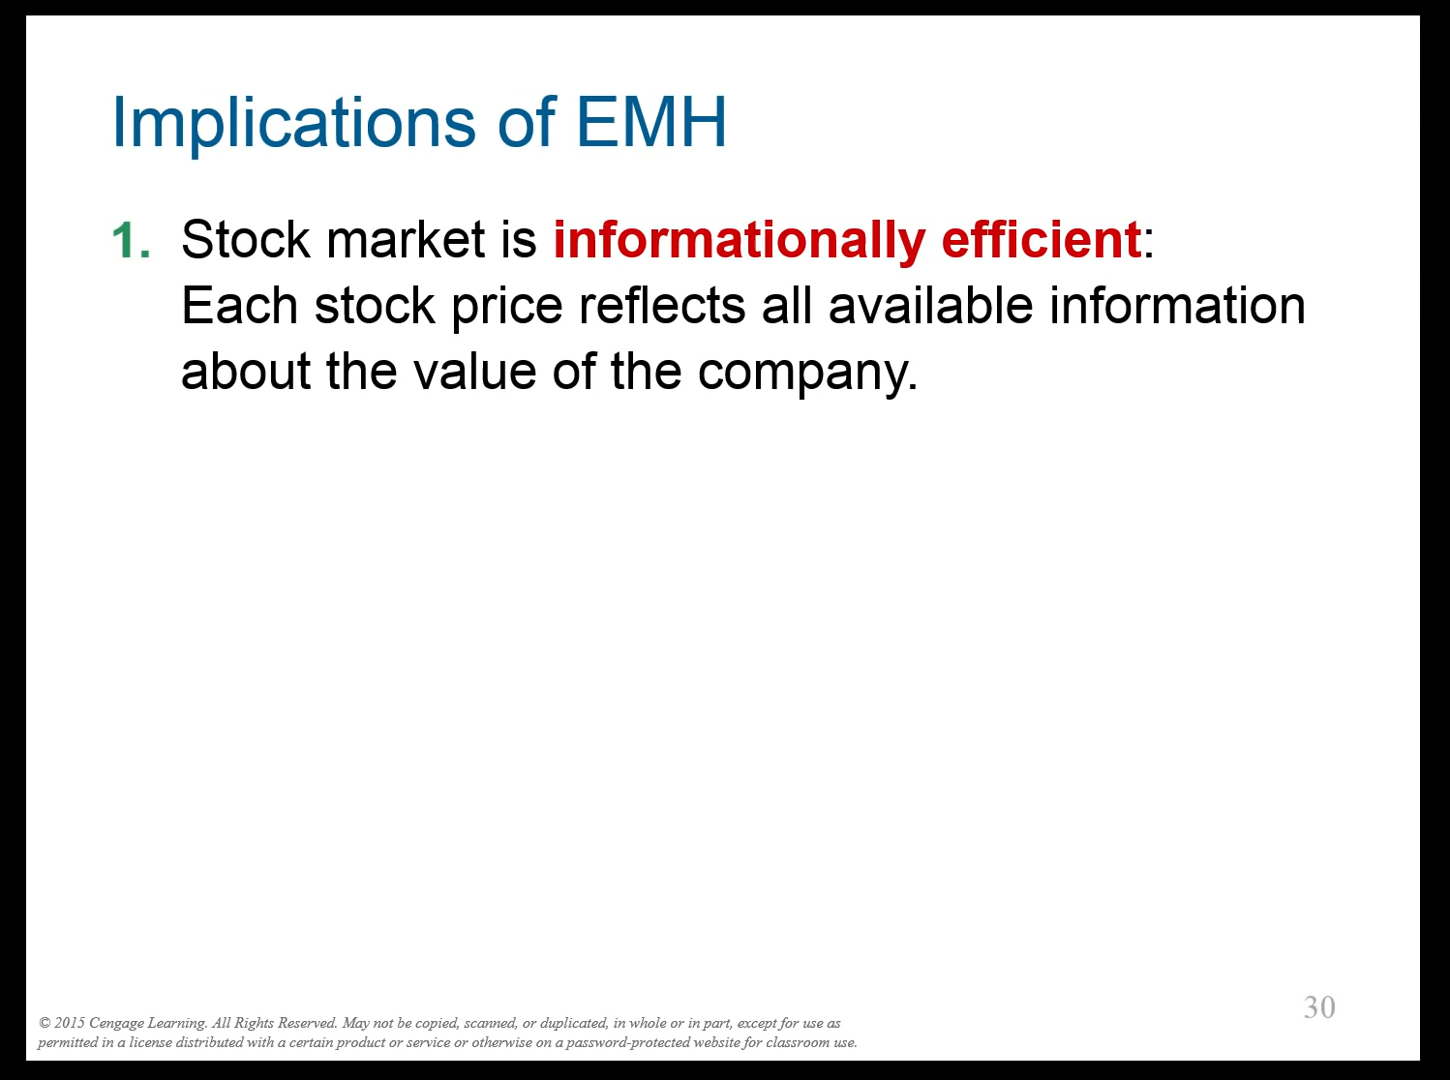 Implications of EMH
1. Stock market is informationally efficient:
Each stock price reflects all available information
about the value of the company.
30
© 2015 Cengage Learning. All Rights Reserved. May not be copied, scanned, or duplicated, in whole or in part, except for use as
permitted in a license distributed with a certain product or service or otherwise on a password-protected website for classroom use.